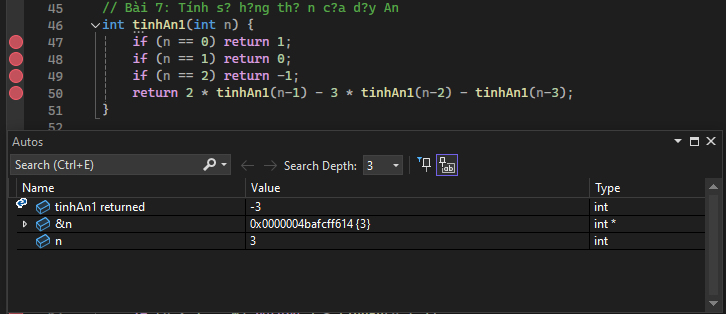 45 // Bài 7: Tính s? h?ng th? n c?a d?y An
46 int tinhAn1(int n) {
47 if (n == 0) return 1;
48 if (n == 1) return 0;
49 if (n == 2) return -1;
50 return 2 * tinhAn1(n-1) - 3 * tinhAn1(n-2) - tinhAn1(n-3);
51 }
52
Autos
Search (Ctrl+E) Search Depth: 3
Name Value Type
tinhAn1 returned -3 int
&n 0x0000004bafcff614 {3} int *
n 3 int